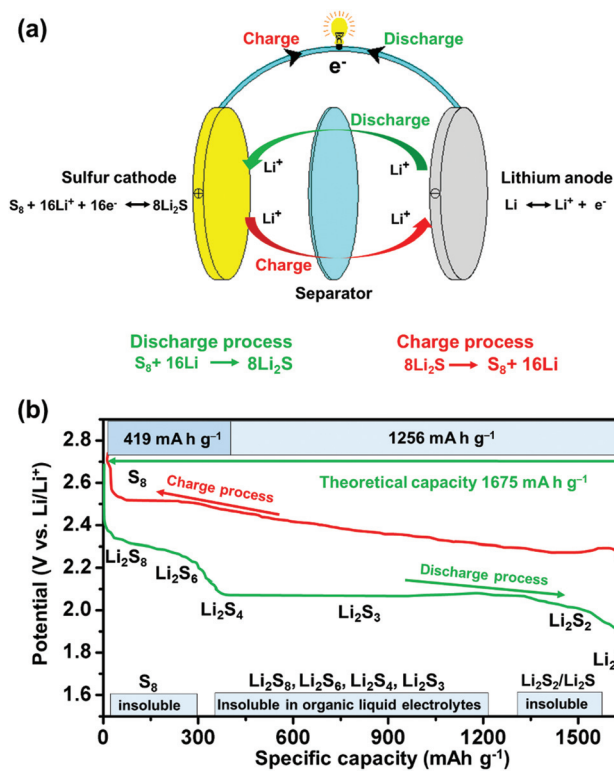 (a)
Charge
Discharge
e⁻
Discharge
Li⁺
Li⁺
Sulfur cathode
S₈ + 16Li⁺ + 16e⁻ ↔ 8Li₂S
Lithium anode
Li ↔ Li⁺ + e⁻
Li⁺
Li⁺
Charge
Separator
Discharge process
S₈+ 16Li → 8Li₂S
Charge process
8Li₂S → S₈ + 16Li
(b)
Potential (V vs. Li/Li⁺)
2.8
2.6
2.4
2.2
2.0
1.8
1.6
419 mA h g⁻¹
1256 mA h g⁻¹
Theoretical capacity 1675 mA h g⁻¹
S₈
Charge process
Li₂S₈
Li₂S₆
Li₂S₄
Li₂S₃
Discharge process
Li₂S₂
Li₂
S₈
insoluble
Li₂S₈, Li₂S₆, Li₂S₄, Li₂S₃
Insoluble in organic liquid electrolytes
Li₂S₂/Li₂S
insoluble
0 300 600 900 1200 1500
Specific capacity (mAh g⁻¹)